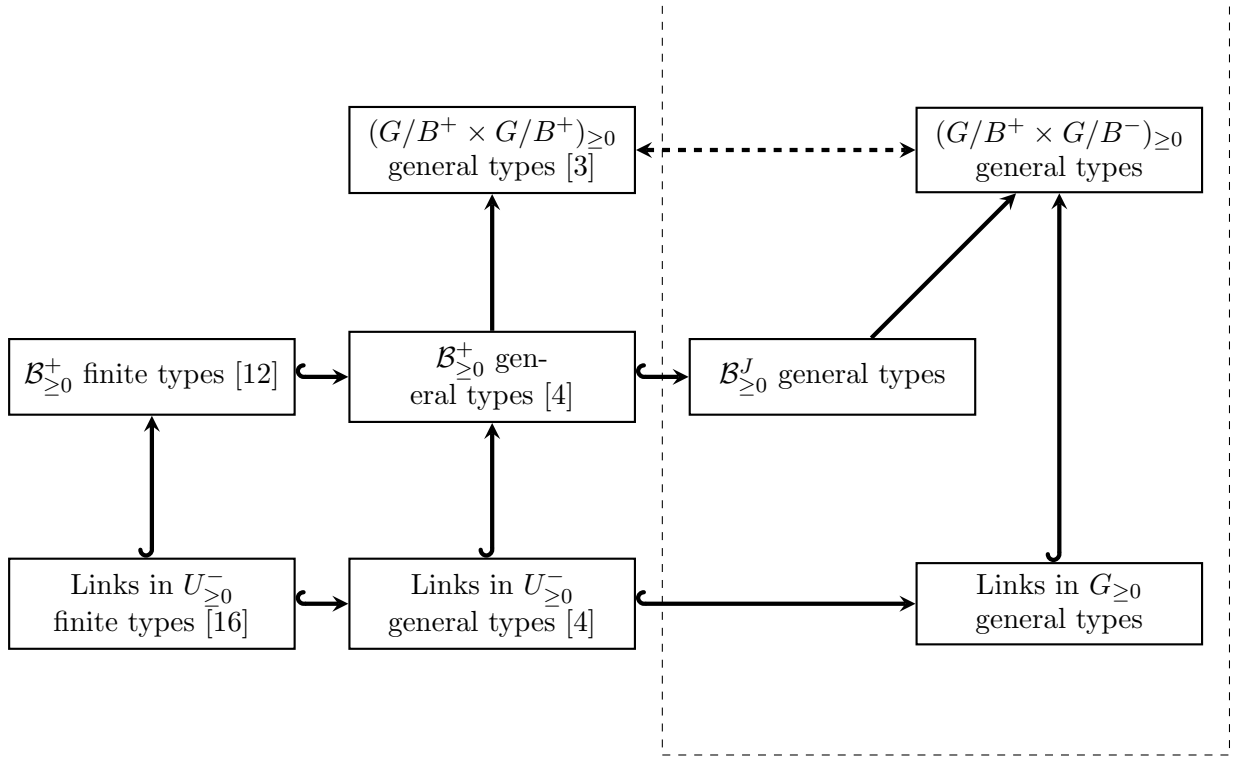 (G/B⁺ × G/B⁺)≥0
general types [3]
(G/B⁺ × G/B⁻)≥0
general types
ℬ⁺≥0 finite types [12]
ℬ⁺≥0 gen-
eral types [4]
ℬᴶ≥0 general types
Links in U⁻≥0
finite types [16]
Links in U⁻≥0
general types [4]
Links in G≥0
general types